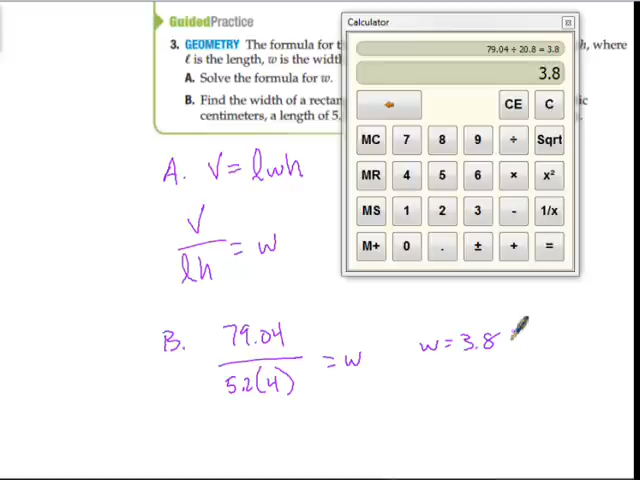 GuidedPractice
3. GEOMETRY The formula for t h, where
ℓ is the length, w is the widt
A. Solve the formula for w.
B. Find the width of a rectan ic
centimeters, a length of 5.
Calculator
79.04 ÷ 20.8 = 3.8
3.8
CE C
MC 7 8 9 ÷ Sqrt
MR 4 5 6 × x²
MS 1 2 3 - 1/x
M+ 0 . ± + =
A. V = lwh
V
lh = w
B. 79.04
5.2(4) = w
w = 3.8